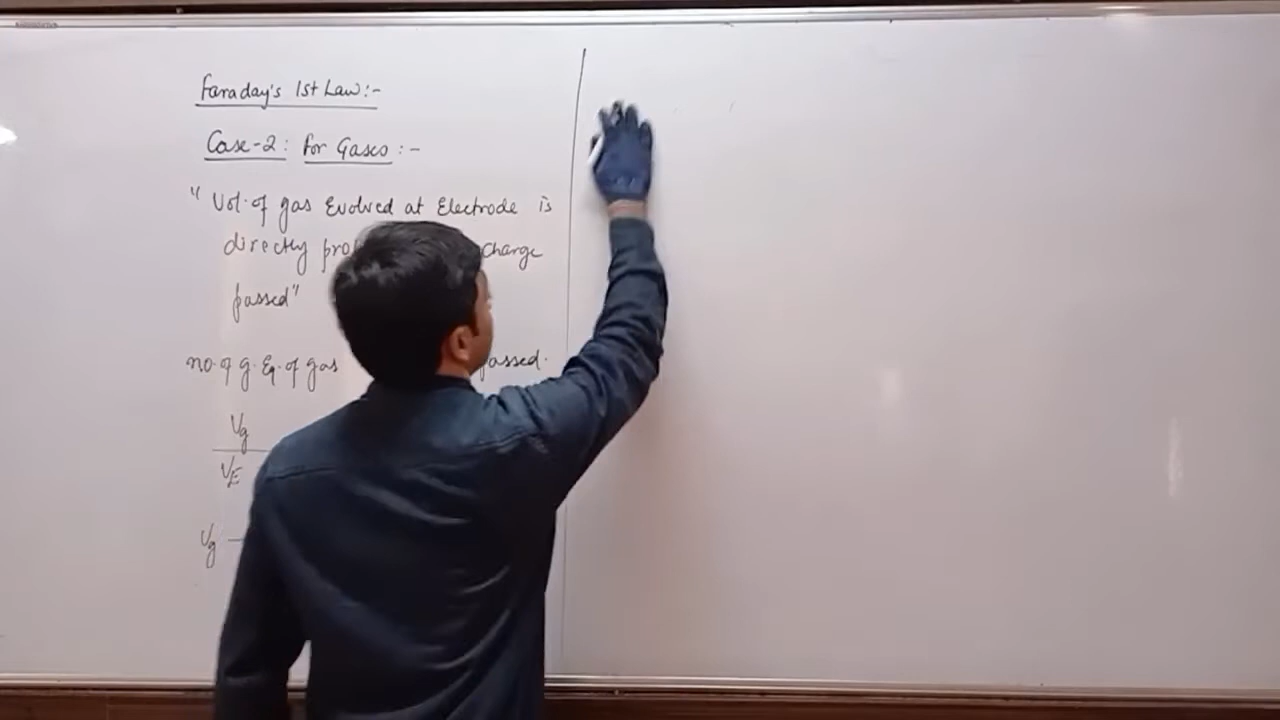 Faraday's 1st Law:-
Case-2: For Gases:-
"Vol. of gas Evolved at Electrode is
directly charge
passed"
no. of g. Eq. of gas passed.
Vg
VE
Vg